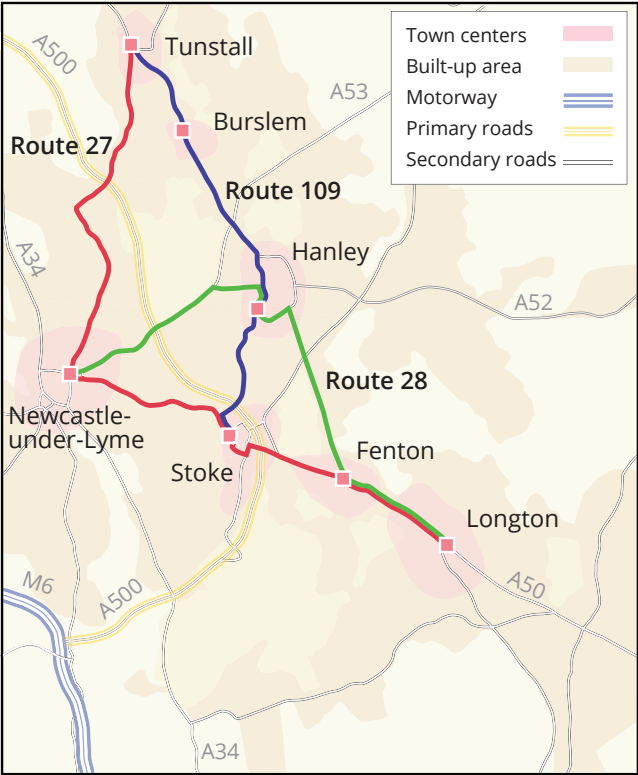 Town centers
Built-up area
Motorway
Primary roads
Secondary roads
Tunstall
A500
A53
Burslem
Route 27
Route 109
Hanley
A34
A52
Route 28
Newcastle-
under-Lyme
Fenton
Stoke
Longton
M6
A500
A50
A34